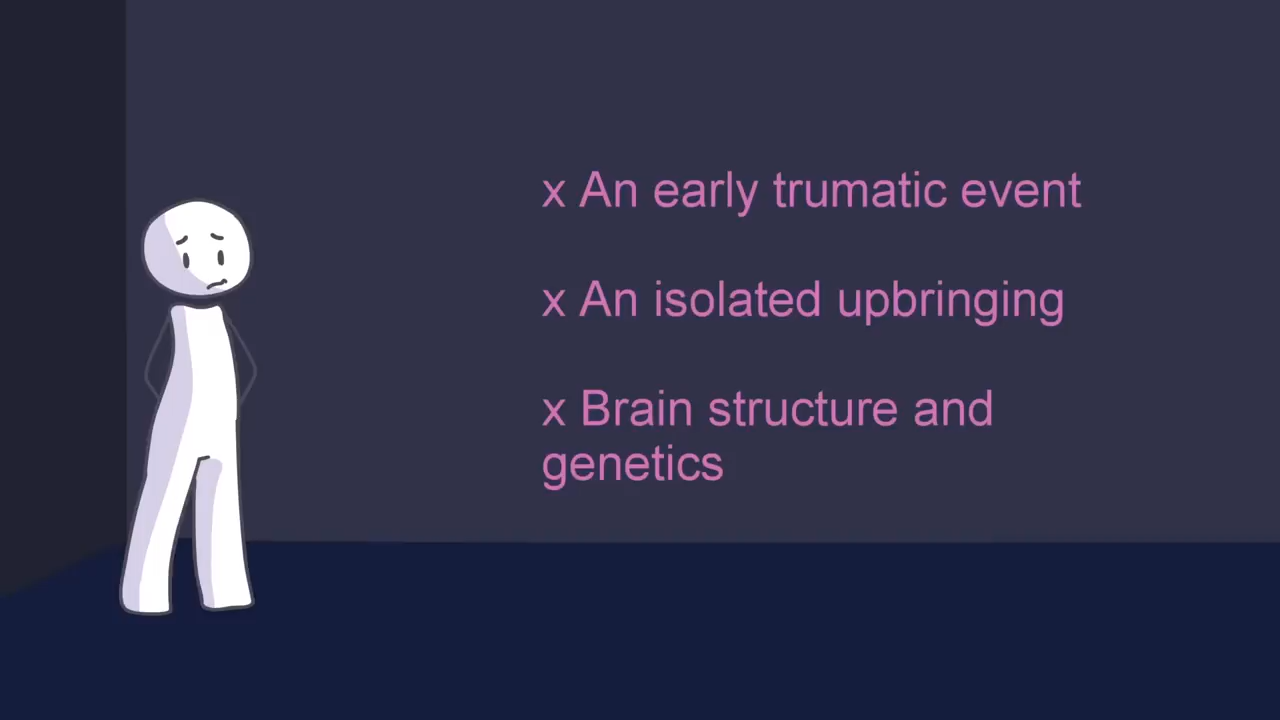 x An early trumatic event
x An isolated upbringing
x Brain structure and
genetics